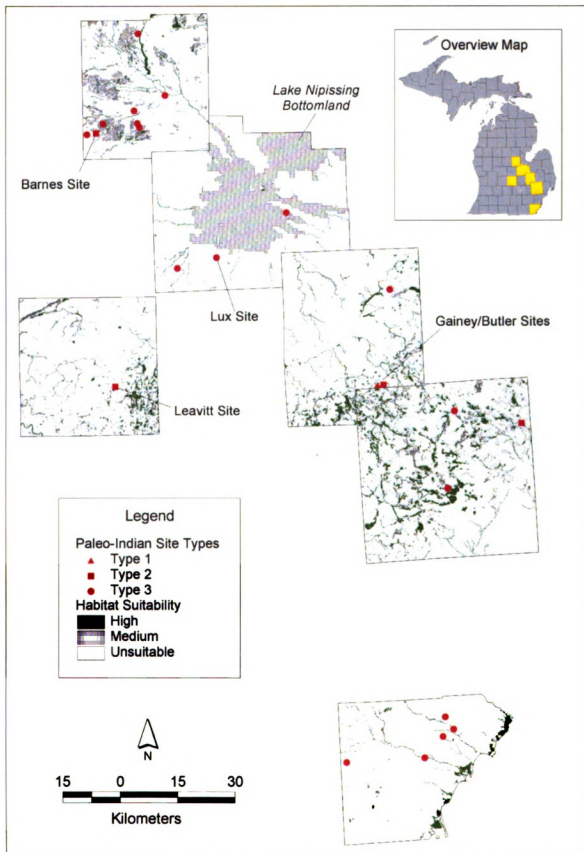 Overview Map
Lake Nipissing
Bottomland
Barnes Site
Lux Site
Gainey/Butler Sites
Leavitt Site
Legend
Paleo-Indian Site Types
Type 1
Type 2
Type 3
Habitat Suitability
High
Medium
Unsuitable
N
15 0 15 30
Kilometers